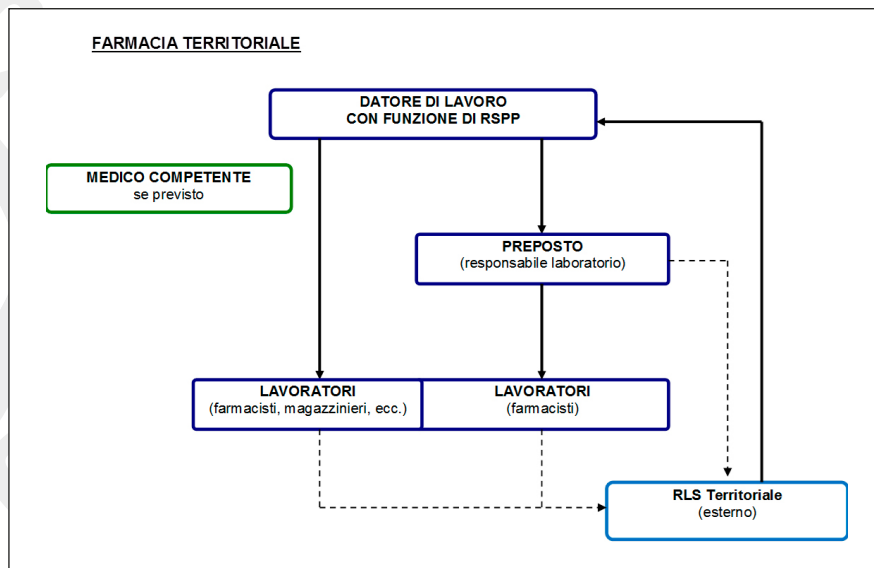 FARMACIA TERRITORIALE
DATORE DI LAVORO
CON FUNZIONE DI RSPP
MEDICO COMPETENTE
se previsto
PREPOSTO
(responsabile laboratorio)
LAVORATORI
(farmacisti, magazzinieri, ecc.)
LAVORATORI
(farmacisti)
RLS Territoriale
(esterno)